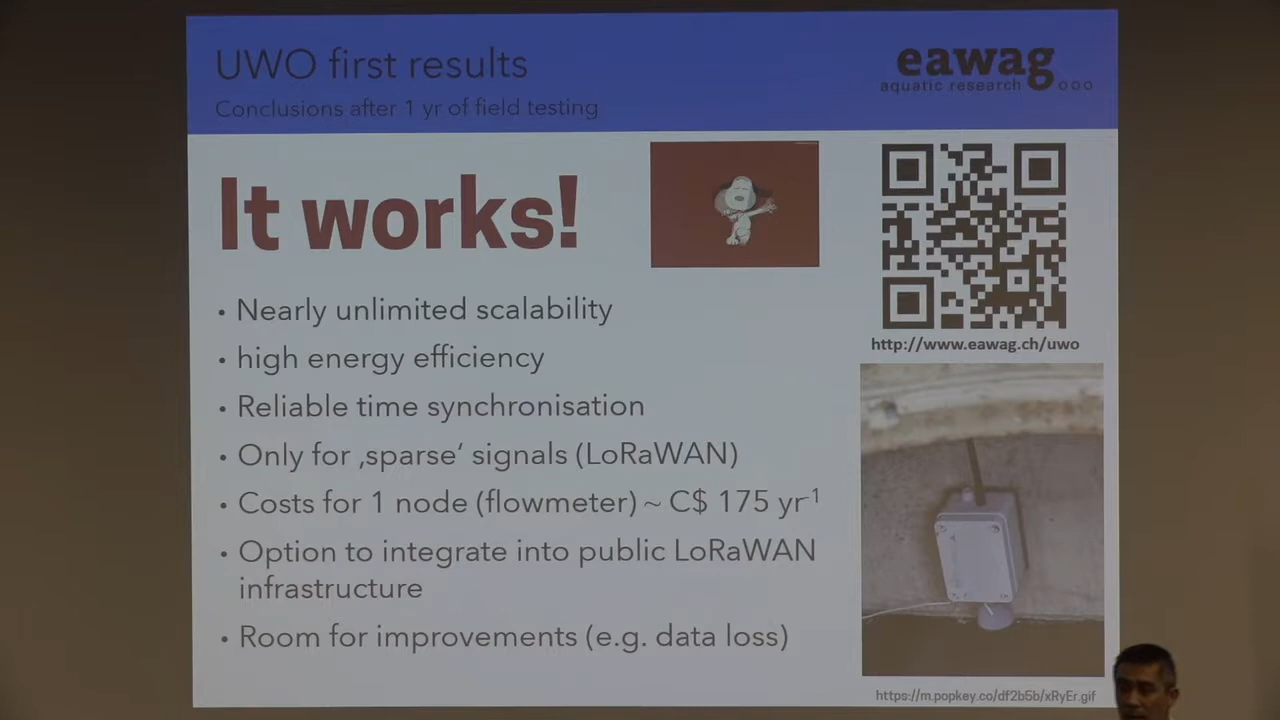 UWO first results
Conclusions after 1 yr of field testing
eawag
aquatic research
It works!
http://www.eawag.ch/uwo
• Nearly unlimited scalability
• high energy efficiency
• Reliable time synchronisation
• Only for ‚sparse‘ signals (LoRaWAN)
• Costs for 1 node (flowmeter) ~ C$ 175 yr⁻¹
• Option to integrate into public LoRaWAN
infrastructure
• Room for improvements (e.g. data loss)
https://m.popkey.co/df2b5b/xRyEr.gif